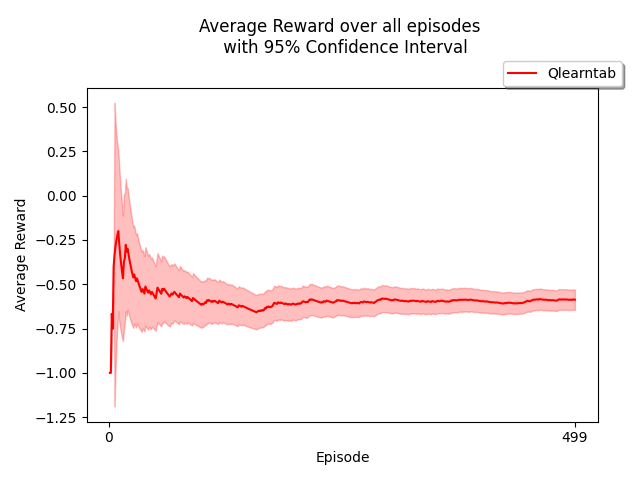 Average Reward over all episodes
with 95% Confidence Interval
Qlearntab
0.50
0.25
0.00
−0.25
−0.50
−0.75
−1.00
−1.25
Average Reward
0
499
Episode